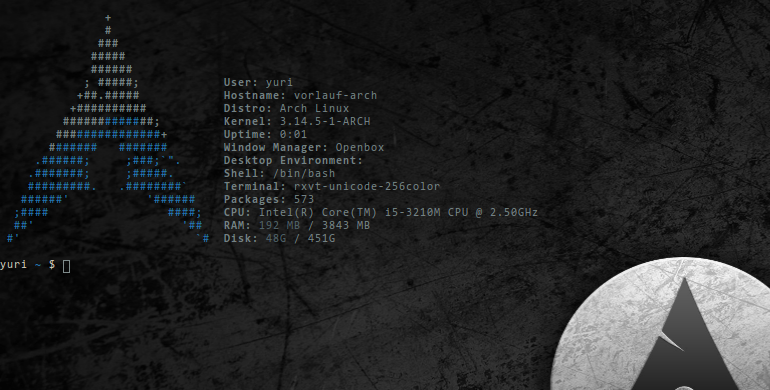 User: yuri
Hostname: vorlauf-arch
Distro: Arch Linux
Kernel: 3.14.5-1-ARCH
Uptime: 0:01
Window Manager: Openbox
Desktop Environment:
Shell: /bin/bash
Terminal: rxvt-unicode-256color
Packages: 573
CPU: Intel(R) Core(TM) i5-3210M CPU @ 2.50GHz
RAM: 192 MB / 3843 MB
Disk: 48G / 451G
yuri ~ $